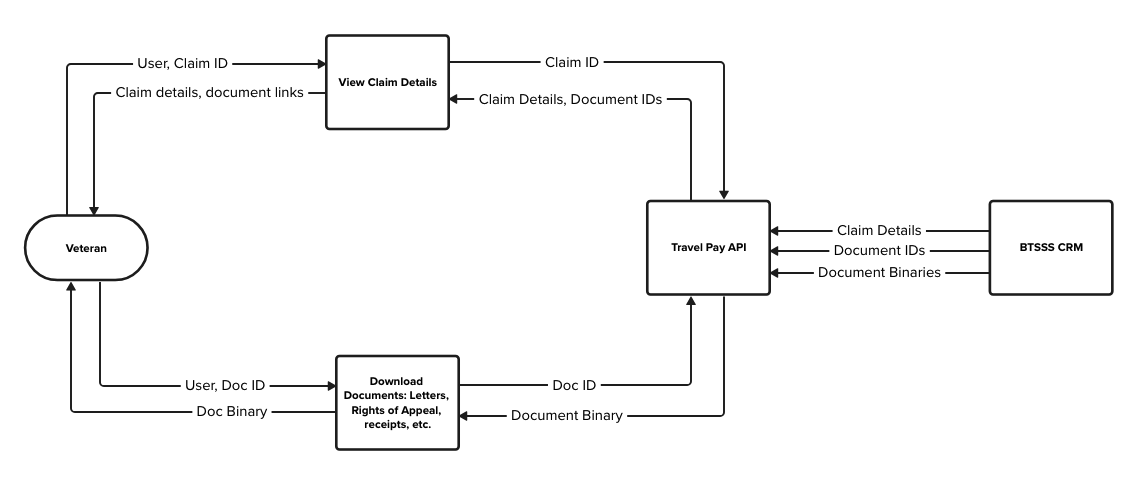 User, Claim ID
Claim details, document links
View Claim Details
Claim ID
Claim Details, Document IDs
Veteran
Travel Pay API
Claim Details
Document IDs
Document Binaries
BTSSS CRM
User, Doc ID
Doc Binary
Download
Documents: Letters,
Rights of Appeal,
receipts, etc.
Doc ID
Document Binary